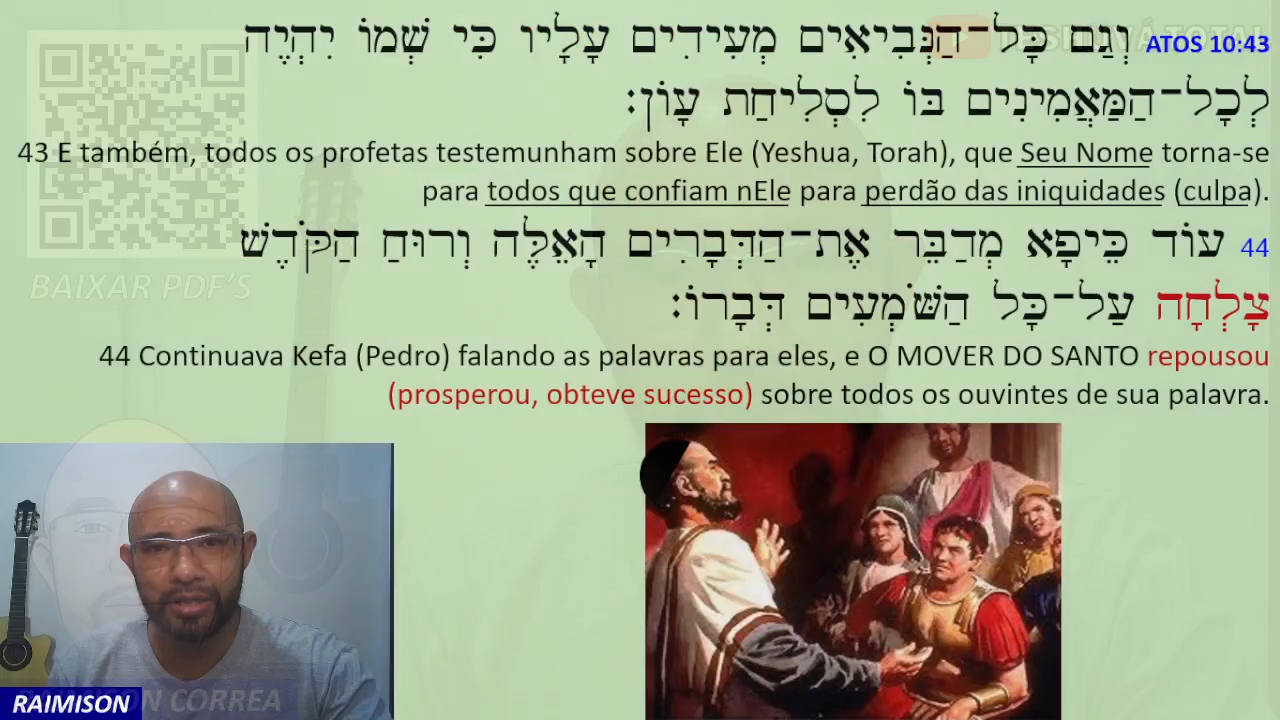 ATOS 10:43 וְגַם כָּל־הַנְּבִיאִים מְעִידִים עָלָיו כִּי שְׁמוֹ יִהְיֶה
לְכָל־הַמַּאֲמִינִים בּוֹ לִסְלִיחַת עָוֹן׃
43 E também, todos os profetas testemunham sobre Ele (Yeshua, Torah), que Seu Nome torna-se
para todos que confiam nEle para perdão das iniquidades (culpa).
44 עוֹד כֵּיפָא מְדַבֵּר אֶת־הַדְּבָרִים הָאֵלֶּה וְרוּחַ הַקֹּדֶשׁ
צָלְחָה עַל־כָּל הַשֹּׁמְעִים דְּבָרוֹ׃
44 Continuava Kefa (Pedro) falando as palavras para eles, e O MOVER DO SANTO repousou
(prosperou, obteve sucesso) sobre todos os ouvintes de sua palavra.
BAIXAR PDF'S
RAIMISON CORREA
RAIMISON